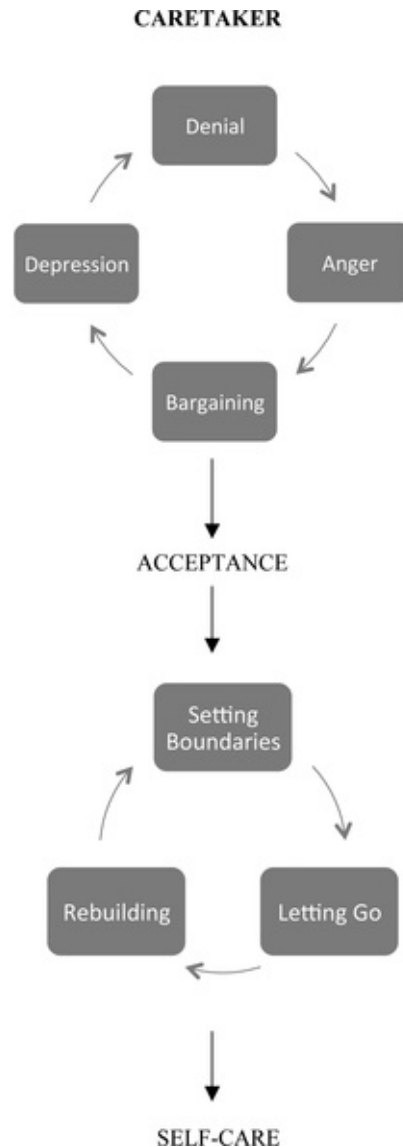 CARETAKER
Denial
Depression
Anger
Bargaining
ACCEPTANCE
Setting
Boundaries
Rebuilding
Letting Go
SELF-CARE